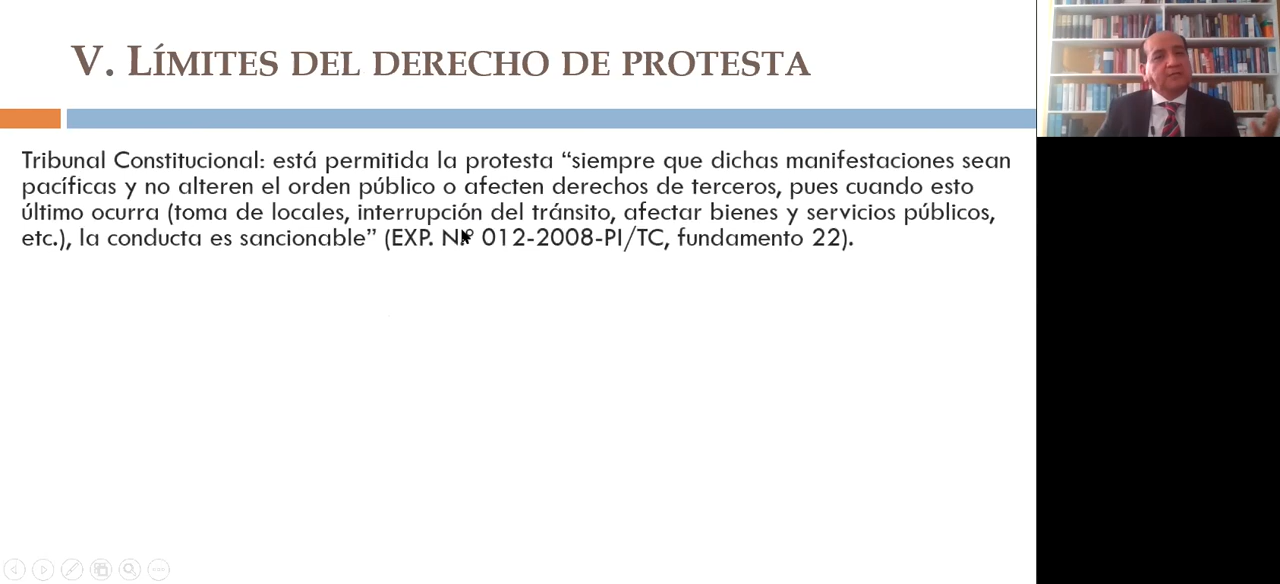 V. LÍMITES DEL DERECHO DE PROTESTA
Tribunal Constitucional: está permitida la protesta “siempre que dichas manifestaciones sean
pacíficas y no alteren el orden público o afecten derechos de terceros, pues cuando esto
último ocurra (toma de locales, interrupción del tránsito, afectar bienes y servicios públicos,
etc.), la conducta es sancionable” (EXP. Nº 012-2008-PI/TC, fundamento 22).